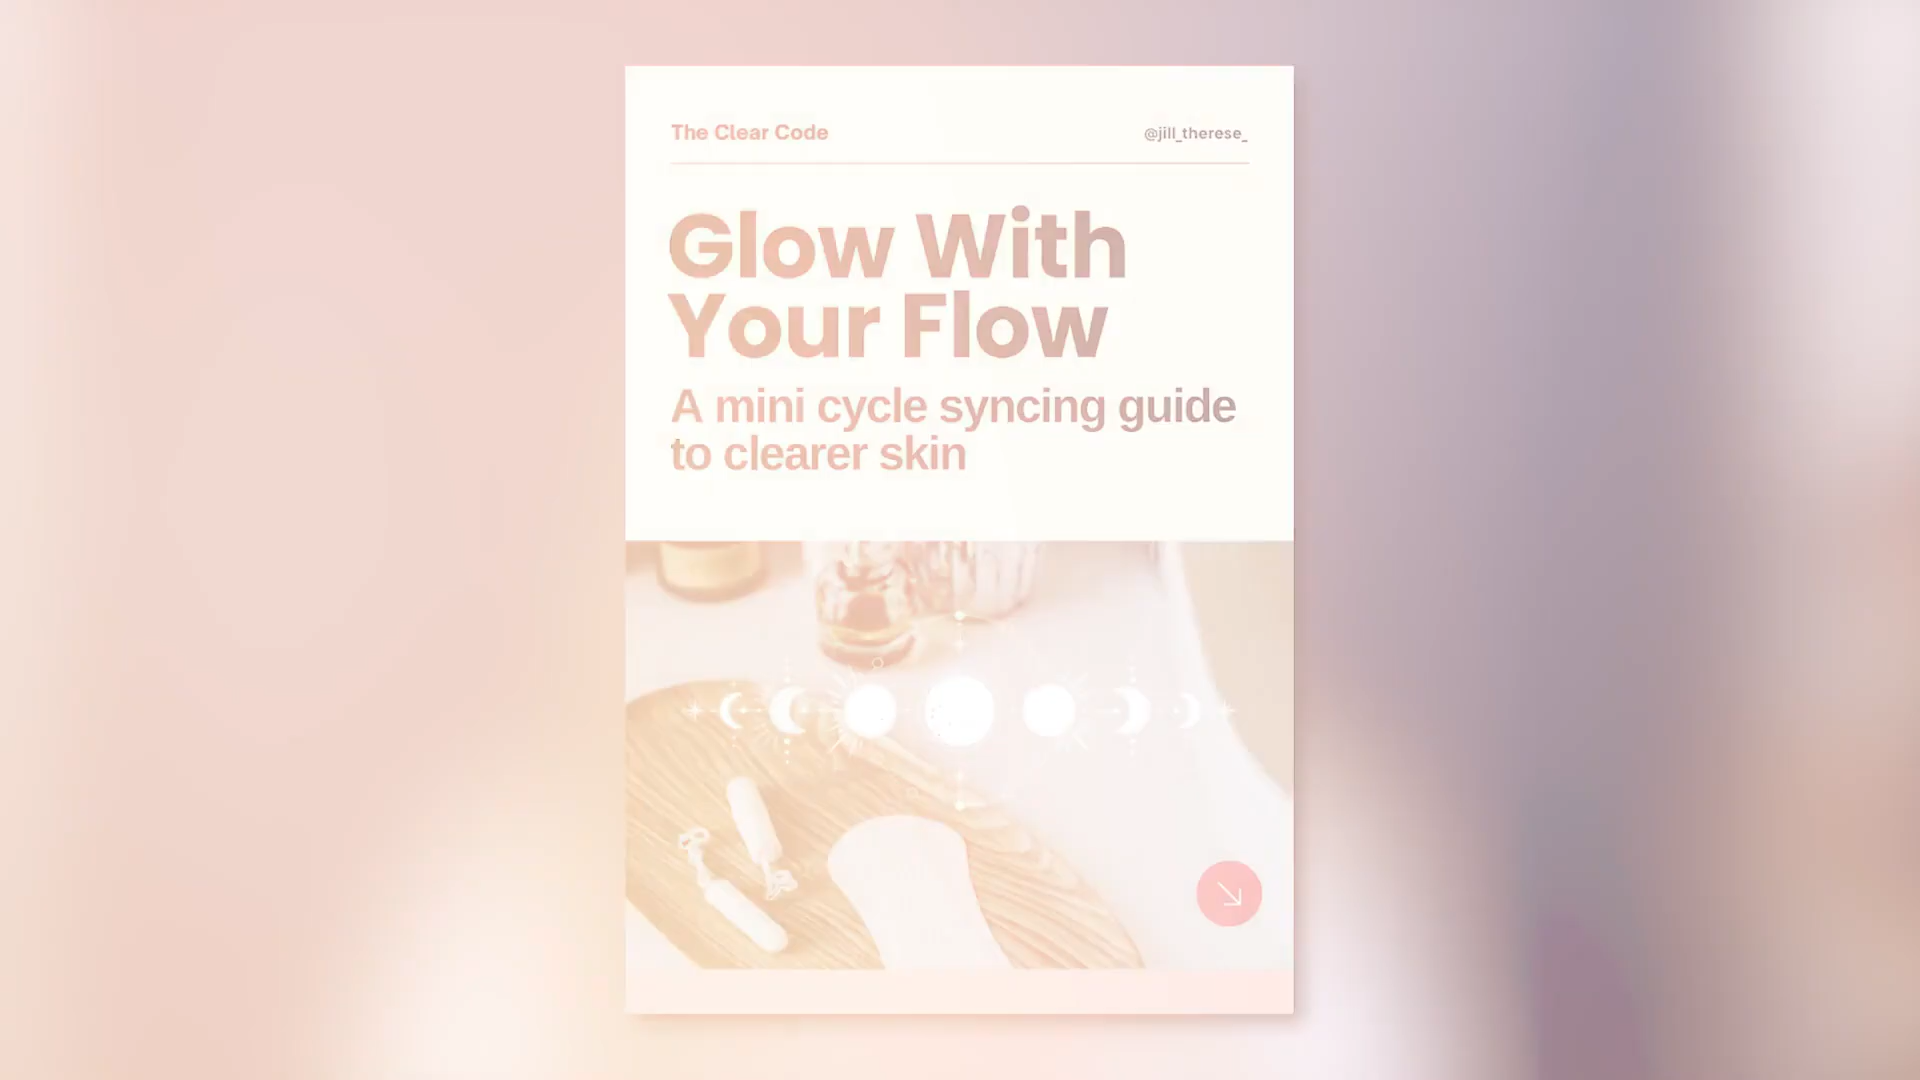 The Clear Code
@jill_therese_
Glow With
Your Flow
A mini cycle syncing guide
to clearer skin